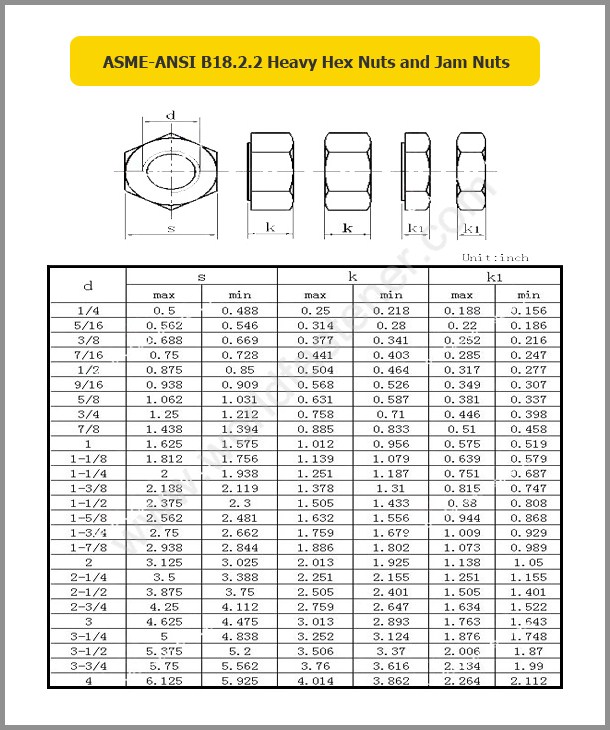 ASME-ANSI B18.2.2 Heavy Hex Nuts and Jam Nuts
d
s k k k1 k1
Unit:inch
d s k k1
max min max min max min
1/4 0.5 0.488 0.25 0.218 0.188 0.156
5/16 0.562 0.546 0.314 0.28 0.22 0.186
3/8 0.688 0.669 0.377 0.341 0.252 0.216
7/16 0.75 0.728 0.441 0.403 0.285 0.247
1/2 0.875 0.85 0.504 0.464 0.317 0.277
9/16 0.938 0.909 0.568 0.526 0.349 0.307
5/8 1.062 1.031 0.631 0.587 0.381 0.337
3/4 1.25 1.212 0.758 0.71 0.446 0.398
7/8 1.438 1.394 0.885 0.833 0.51 0.458
1 1.625 1.575 1.012 0.956 0.575 0.519
1-1/8 1.812 1.756 1.139 1.079 0.639 0.579
1-1/4 2 1.938 1.251 1.187 0.751 0.687
1-3/8 2.188 2.119 1.378 1.31 0.815 0.747
1-1/2 2.375 2.3 1.505 1.433 0.88 0.808
1-5/8 2.562 2.481 1.632 1.556 0.944 0.868
1-3/4 2.75 2.662 1.759 1.679 1.009 0.929
1-7/8 2.938 2.844 1.886 1.802 1.073 0.989
2 3.125 3.025 2.013 1.925 1.138 1.05
2-1/4 3.5 3.388 2.251 2.155 1.251 1.155
2-1/2 3.875 3.75 2.505 2.401 1.505 1.401
2-3/4 4.25 4.112 2.759 2.647 1.634 1.522
3 4.625 4.475 3.013 2.893 1.763 1.643
3-1/4 5 4.838 3.252 3.124 1.876 1.748
3-1/2 5.375 5.2 3.506 3.37 2.006 1.87
3-3/4 5.75 5.562 3.76 3.616 2.134 1.99
4 6.125 5.925 4.014 3.862 2.264 2.112